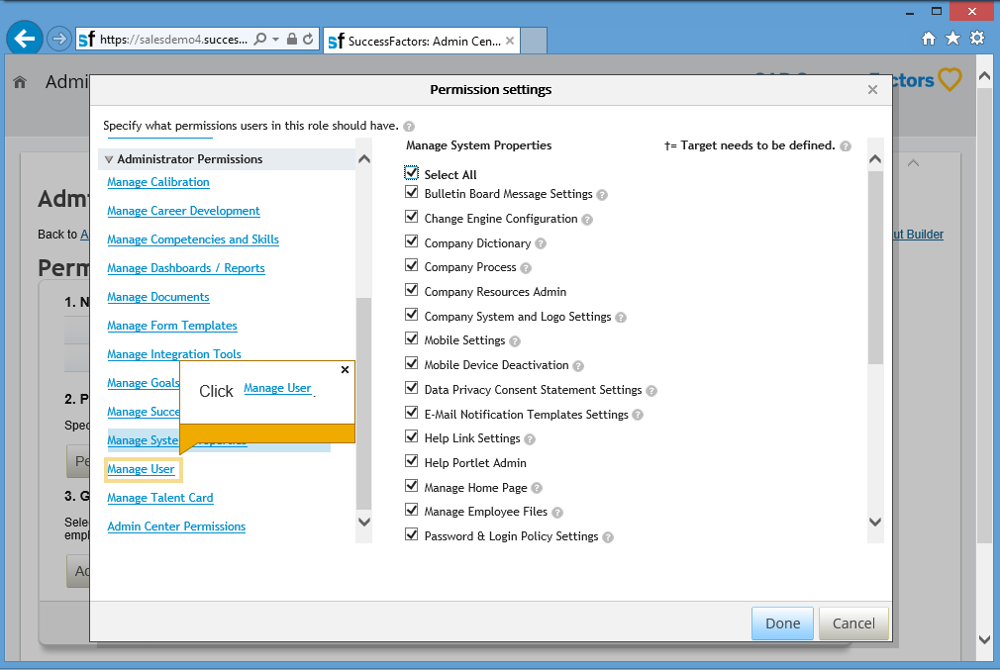 https://salesdemo4.succes...
SuccessFactors: Admin Cen...
Admi
Factors
Permission settings
Specify what permissions users in this role should have.
Administrator Permissions
Manage Calibration
Manage Career Development
Manage Competencies and Skills
Manage Dashboards / Reports
Manage Documents
Manage Form Templates
Manage Integration Tools
Manage Goals
Manage Succe
Manage Syste
Manage User
Manage Talent Card
Admin Center Permissions
Click Manage User.
Manage System Properties
†= Target needs to be defined.
Select All
Bulletin Board Message Settings
Change Engine Configuration
Company Dictionary
Company Process
Company Resources Admin
Company System and Logo Settings
Mobile Settings
Mobile Device Deactivation
Data Privacy Consent Statement Settings
E-Mail Notification Templates Settings
Help Link Settings
Help Portlet Admin
Manage Home Page
Manage Employee Files
Password & Login Policy Settings
Done
Cancel
Back to A
ut Builder
Perm
1. N
2. P
Spec
Pe
3. G
Selec
empl